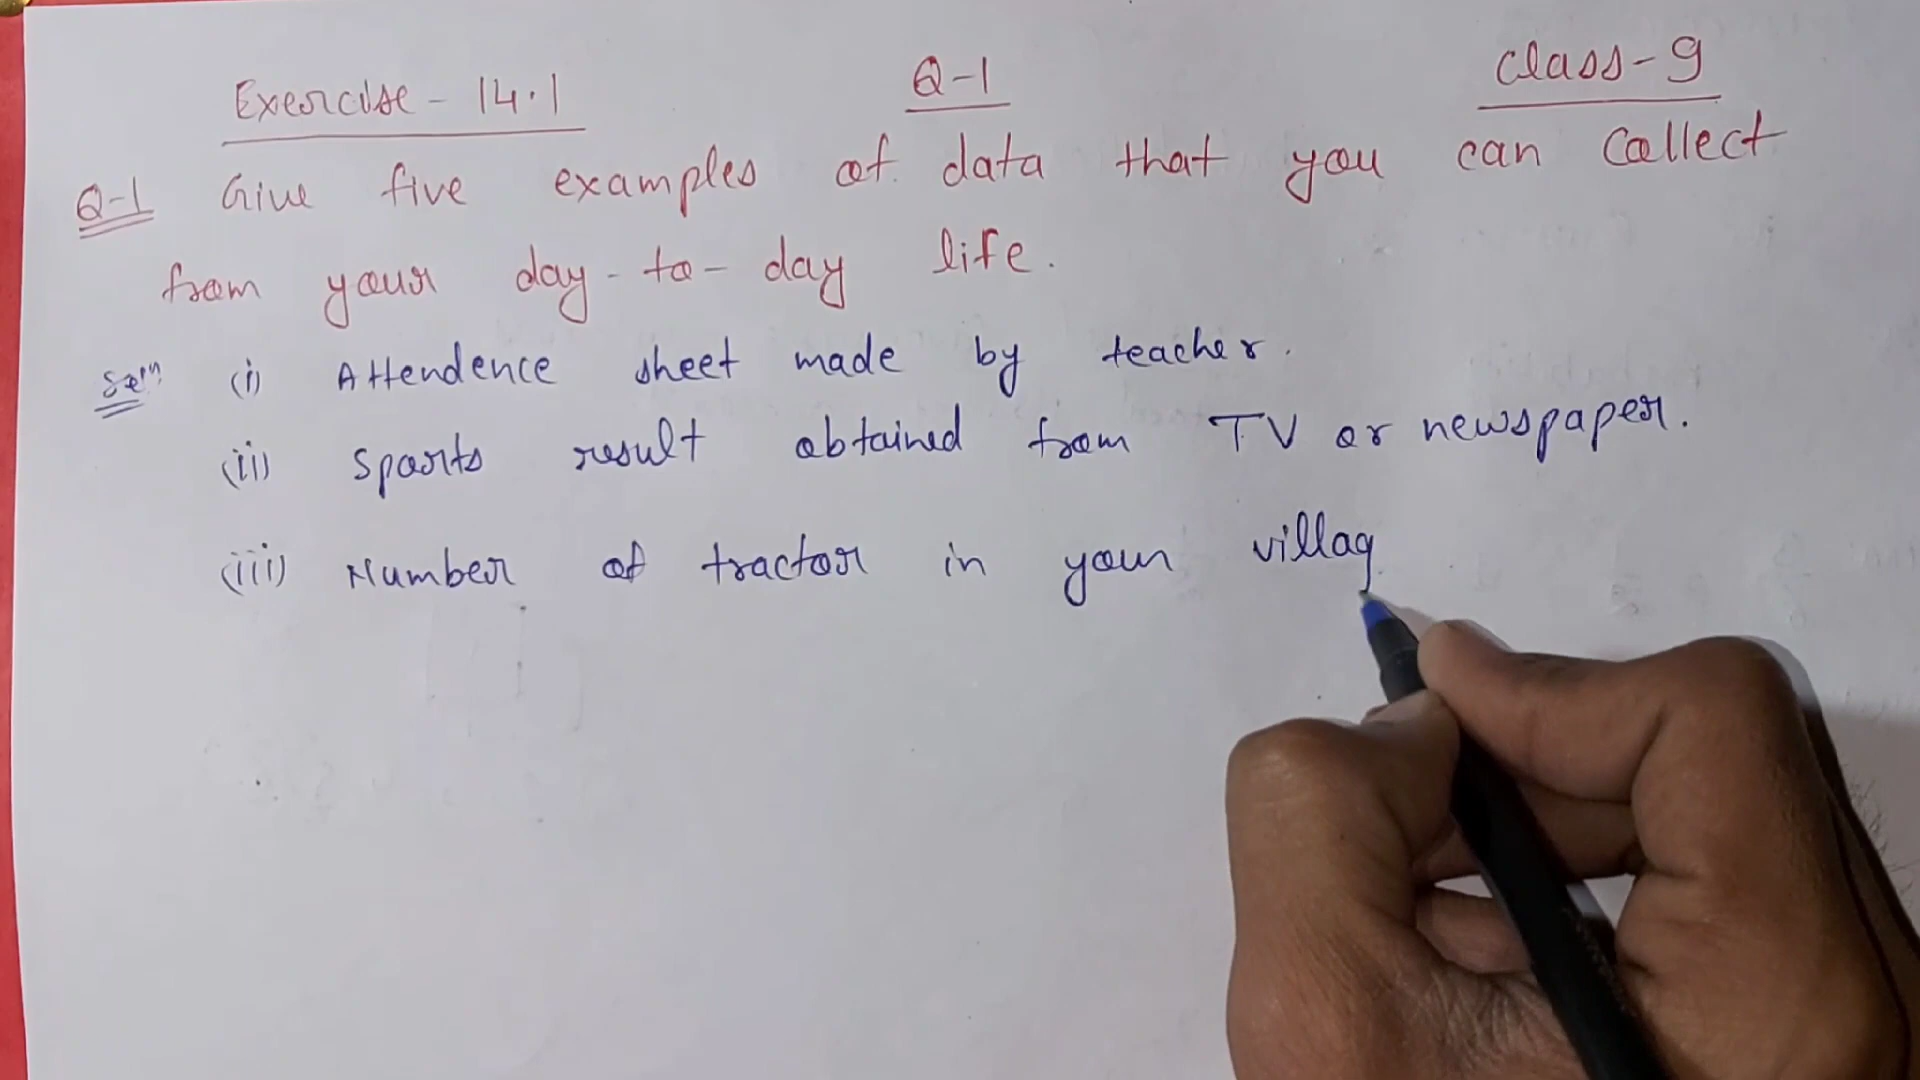 Exercise - 14.1 Q-1 class-9
Q-1 Give five examples of data that you can collect
from your day-to-day life.
Solⁿ (i) Attendence sheet made by teacher.
(ii) Sports result obtained from TV or newspaper.
(iii) Number of tractor in your villag